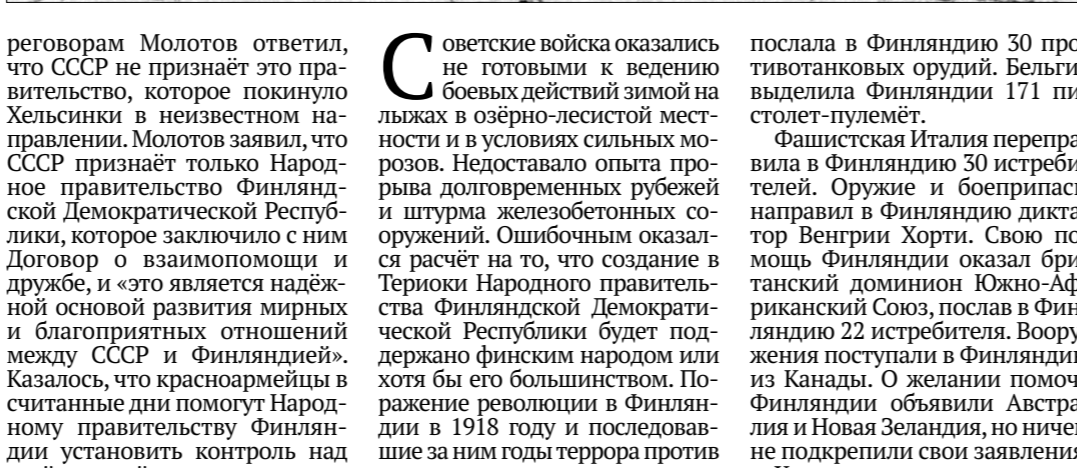 реговорам Молотов ответил,
что СССР не признаёт это пра-
вительство, которое покинуло
Хельсинки в неизвестном на-
правлении. Молотов заявил, что
СССР признаёт только Народ-
ное правительство Финлянд-
ской Демократической Респуб-
лики, которое заключило с ним
Договор о взаимопомощи и
дружбе, и «это является надёж-
ной основой развития мирных
и благоприятных отношений
между СССР и Финляндией».
Казалось, что красноармейцы в
считанные дни помогут Народ-
ному правительству Финлян-
дии установить контроль над
Советские войска оказались
не готовыми к ведению
боевых действий зимой на
лыжах в озёрно-лесистой мест-
ности и в условиях сильных мо-
розов. Недоставало опыта про-
рыва долговременных рубежей
и штурма железобетонных со-
оружений. Ошибочным оказал-
ся расчёт на то, что создание в
Териоки Народного правитель-
ства Финляндской Демократи-
ческой Республики будет под-
держано финским народом или
хотя бы его большинством. По-
ражение революции в Финлян-
дии в 1918 году и последовав-
шие за ним годы террора против
послала в Финляндию 30 про
тивотанковых орудий. Бельги
выделила Финляндии 171 пи
столет-пулемёт.
Фашистская Италия перепра
вила в Финляндию 30 истреби
телей. Оружие и боеприпас
направил в Финляндию дикта
тор Венгрии Хорти. Свою по
мощь Финляндии оказал бри
танский доминион Южно-Аф
риканский Союз, послав в Фин
ляндию 22 истребителя. Воору
жения поступали в Финлянди
из Канады. О желании помоч
Финляндии объявили Австра
лия и Новая Зеландия, но ниче
не подкрепили свои заявления